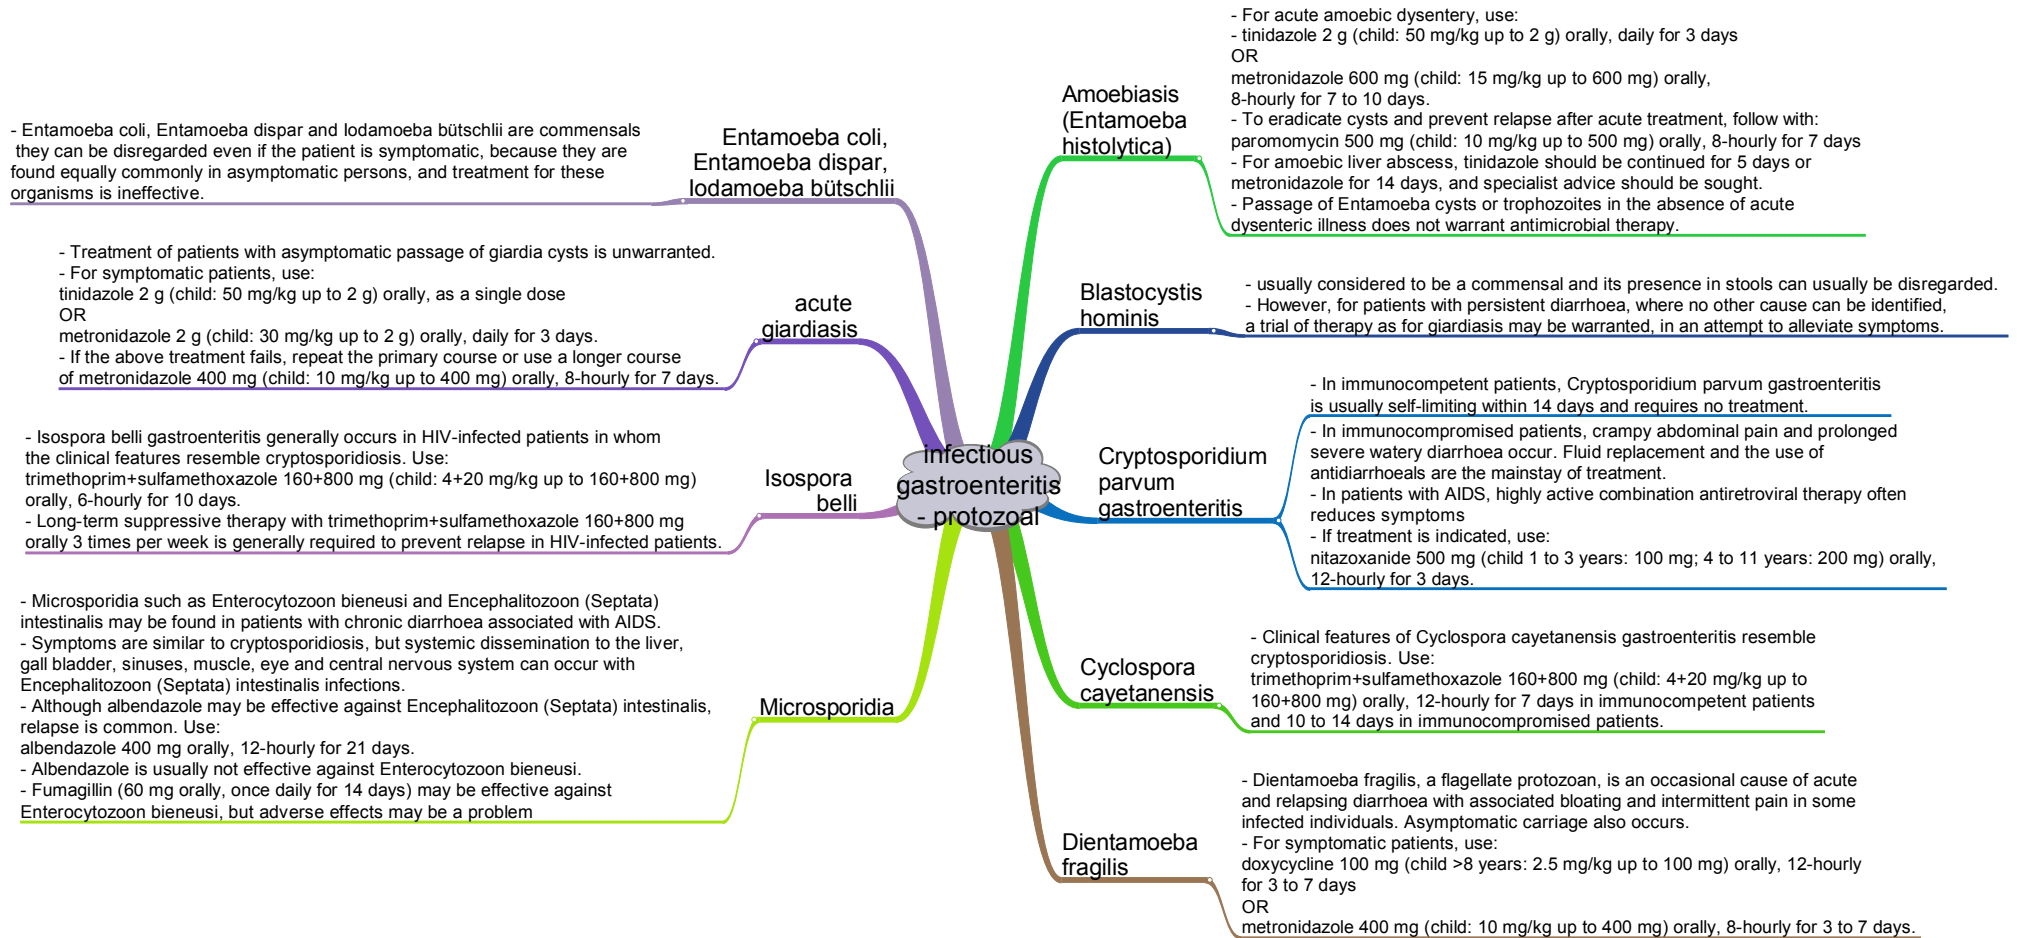 infectious
gastroenteritis
- protozoal
Amoebiasis
(Entamoeba
histolytica)
- For acute amoebic dysentery, use:
- tinidazole 2 g (child: 50 mg/kg up to 2 g) orally, daily for 3 days
OR
metronidazole 600 mg (child: 15 mg/kg up to 600 mg) orally,
8-hourly for 7 to 10 days.
- To eradicate cysts and prevent relapse after acute treatment, follow with:
paromomycin 500 mg (child: 10 mg/kg up to 500 mg) orally, 8-hourly for 7 days
- For amoebic liver abscess, tinidazole should be continued for 5 days or
metronidazole for 14 days, and specialist advice should be sought.
- Passage of Entamoeba cysts or trophozoites in the absence of acute
dysenteric illness does not warrant antimicrobial therapy.
Blastocystis
hominis
- usually considered to be a commensal and its presence in stools can usually be disregarded.
- However, for patients with persistent diarrhoea, where no other cause can be identified,
a trial of therapy as for giardiasis may be warranted, in an attempt to alleviate symptoms.
Cryptosporidium
parvum
gastroenteritis
- In immunocompetent patients, Cryptosporidium parvum gastroenteritis
is usually self-limiting within 14 days and requires no treatment.
- In immunocompromised patients, crampy abdominal pain and prolonged
severe watery diarrhoea occur. Fluid replacement and the use of
antidiarrhoeals are the mainstay of treatment.
- In patients with AIDS, highly active combination antiretroviral therapy often
reduces symptoms
- If treatment is indicated, use:
nitazoxanide 500 mg (child 1 to 3 years: 100 mg; 4 to 11 years: 200 mg) orally,
12-hourly for 3 days.
Cyclospora
cayetanensis
- Clinical features of Cyclospora cayetanensis gastroenteritis resemble
cryptosporidiosis. Use:
trimethoprim+sulfamethoxazole 160+800 mg (child: 4+20 mg/kg up to
160+800 mg) orally, 12-hourly for 7 days in immunocompetent patients
and 10 to 14 days in immunocompromised patients.
Dientamoeba
fragilis
- Dientamoeba fragilis, a flagellate protozoan, is an occasional cause of acute
and relapsing diarrhoea with associated bloating and intermittent pain in some
infected individuals. Asymptomatic carriage also occurs.
- For symptomatic patients, use:
doxycycline 100 mg (child >8 years: 2.5 mg/kg up to 100 mg) orally, 12-hourly
for 3 to 7 days
OR
metronidazole 400 mg (child: 10 mg/kg up to 400 mg) orally, 8-hourly for 3 to 7 days.
Entamoeba coli,
Entamoeba dispar,
Iodamoeba bütschlii
- Entamoeba coli, Entamoeba dispar and Iodamoeba bütschlii are commensals
they can be disregarded even if the patient is symptomatic, because they are
found equally commonly in asymptomatic persons, and treatment for these
organisms is ineffective.
acute
giardiasis
- Treatment of patients with asymptomatic passage of giardia cysts is unwarranted.
- For symptomatic patients, use:
tinidazole 2 g (child: 50 mg/kg up to 2 g) orally, as a single dose
OR
metronidazole 2 g (child: 30 mg/kg up to 2 g) orally, daily for 3 days.
- If the above treatment fails, repeat the primary course or use a longer course
of metronidazole 400 mg (child: 10 mg/kg up to 400 mg) orally, 8-hourly for 7 days.
Isospora
belli
- Isospora belli gastroenteritis generally occurs in HIV-infected patients in whom
the clinical features resemble cryptosporidiosis. Use:
trimethoprim+sulfamethoxazole 160+800 mg (child: 4+20 mg/kg up to 160+800 mg)
orally, 6-hourly for 10 days.
- Long-term suppressive therapy with trimethoprim+sulfamethoxazole 160+800 mg
orally 3 times per week is generally required to prevent relapse in HIV-infected patients.
Microsporidia
- Microsporidia such as Enterocytozoon bieneusi and Encephalitozoon (Septata)
intestinalis may be found in patients with chronic diarrhoea associated with AIDS.
- Symptoms are similar to cryptosporidiosis, but systemic dissemination to the liver,
gall bladder, sinuses, muscle, eye and central nervous system can occur with
Encephalitozoon (Septata) intestinalis infections.
- Although albendazole may be effective against Encephalitozoon (Septata) intestinalis,
relapse is common. Use:
albendazole 400 mg orally, 12-hourly for 21 days.
- Albendazole is usually not effective against Enterocytozoon bieneusi.
- Fumagillin (60 mg orally, once daily for 14 days) may be effective against
Enterocytozoon bieneusi, but adverse effects may be a problem